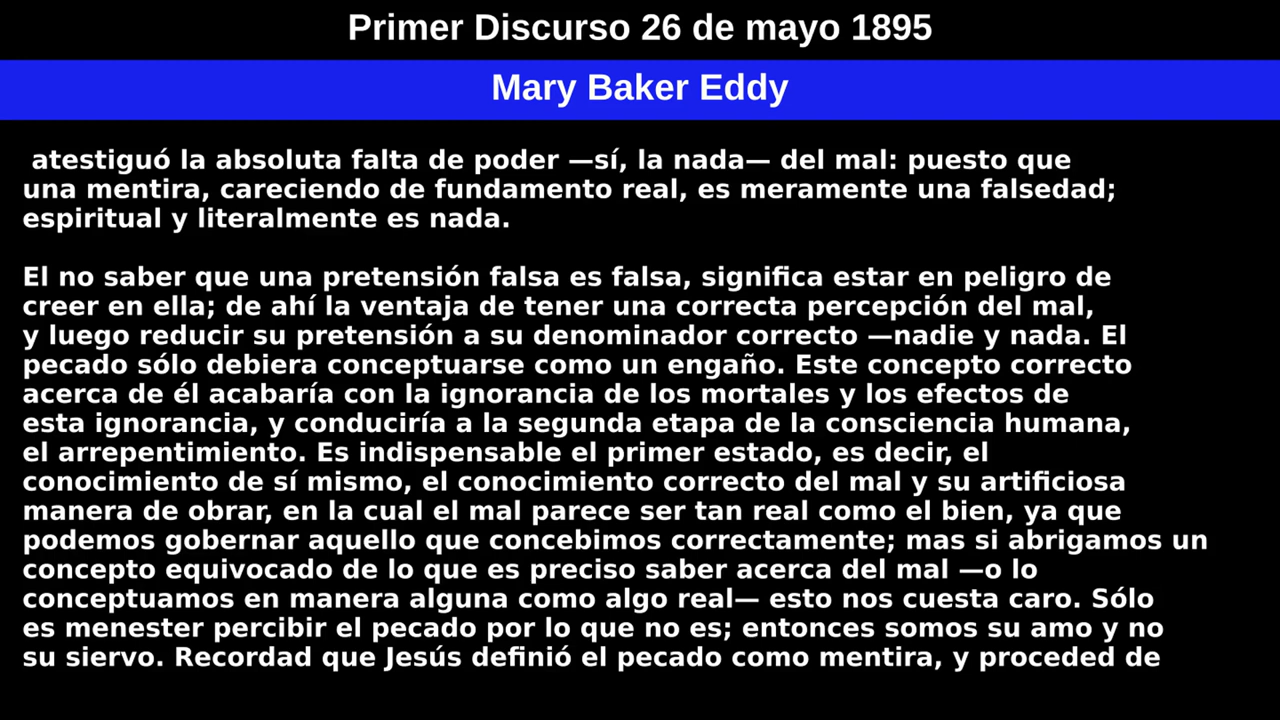 Primer Discurso 26 de mayo 1895
Mary Baker Eddy
atestiguó la absoluta falta de poder —sí, la nada— del mal: puesto que
una mentira, careciendo de fundamento real, es meramente una falsedad;
espiritual y literalmente es nada.
El no saber que una pretensión falsa es falsa, significa estar en peligro de
creer en ella; de ahí la ventaja de tener una correcta percepción del mal,
y luego reducir su pretensión a su denominador correcto —nadie y nada. El
pecado sólo debiera conceptuarse como un engaño. Este concepto correcto
acerca de él acabaría con la ignorancia de los mortales y los efectos de
esta ignorancia, y conduciría a la segunda etapa de la consciencia humana,
el arrepentimiento. Es indispensable el primer estado, es decir, el
conocimiento de sí mismo, el conocimiento correcto del mal y su artificiosa
manera de obrar, en la cual el mal parece ser tan real como el bien, ya que
podemos gobernar aquello que concebimos correctamente; mas si abrigamos un
concepto equivocado de lo que es preciso saber acerca del mal —o lo
conceptuamos en manera alguna como algo real— esto nos cuesta caro. Sólo
es menester percibir el pecado por lo que no es; entonces somos su amo y no
su siervo. Recordad que Jesús definió el pecado como mentira, y proceded de